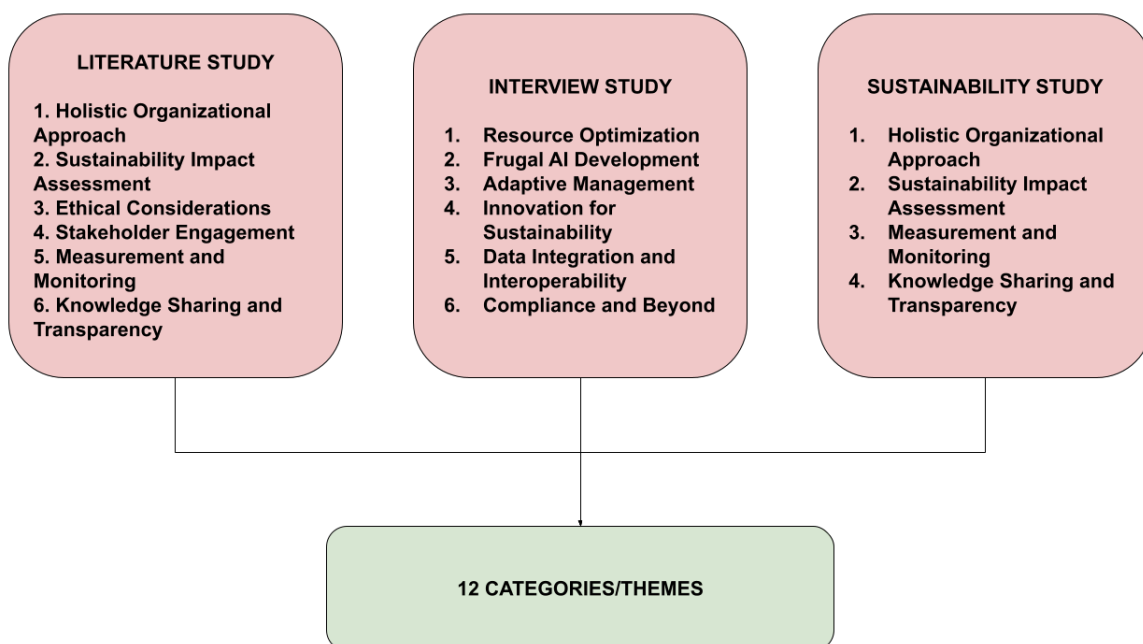 LITERATURE STUDY
1. Holistic Organizational
Approach
2. Sustainability Impact
Assessment
3. Ethical Considerations
4. Stakeholder Engagement
5. Measurement and
Monitoring
6. Knowledge Sharing and
Transparency
INTERVIEW STUDY
1. Resource Optimization
2. Frugal AI Development
3. Adaptive Management
4. Innovation for
Sustainability
5. Data Integration and
Interoperability
6. Compliance and Beyond
SUSTAINABILITY STUDY
1. Holistic Organizational
Approach
2. Sustainability Impact
Assessment
3. Measurement and
Monitoring
4. Knowledge Sharing and
Transparency
12 CATEGORIES/THEMES